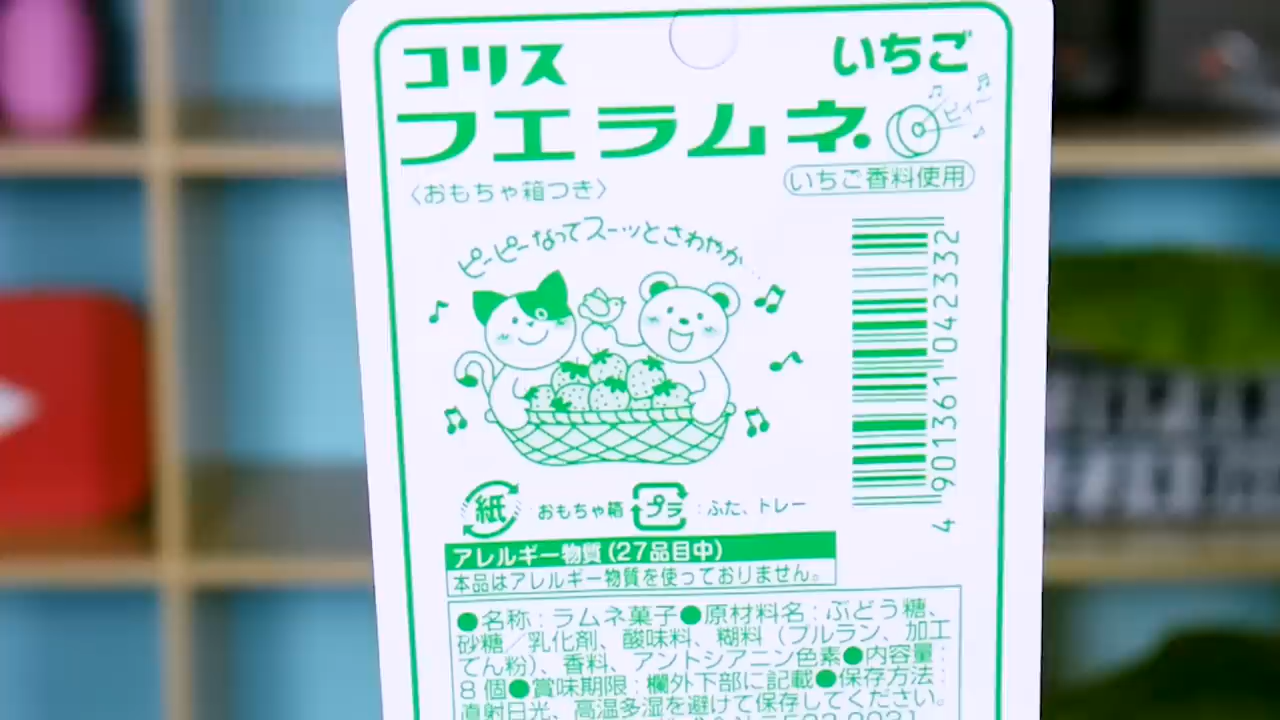 コリス
いちご
フエラムネ
ピィ〜
〈おもちゃ箱つき〉
いちご香料使用
ピーピーなってスーッとさわやか…
4 901361 042332
紙 おもちゃ箱 プラ:ふた、トレー
アレルギー物質(27品目中)
本品はアレルギー物質を使っておりません。
●名称:ラムネ菓子●原材料名:ぶどう糖、
砂糖/乳化剤、酸味料、糊料(プルラン、加工
てん粉)、香料、アントシアニン色素●内容量:
8個●賞味期限:欄外下部に記載●保存方法:
直射日光、高温多湿を避けて保存してください。